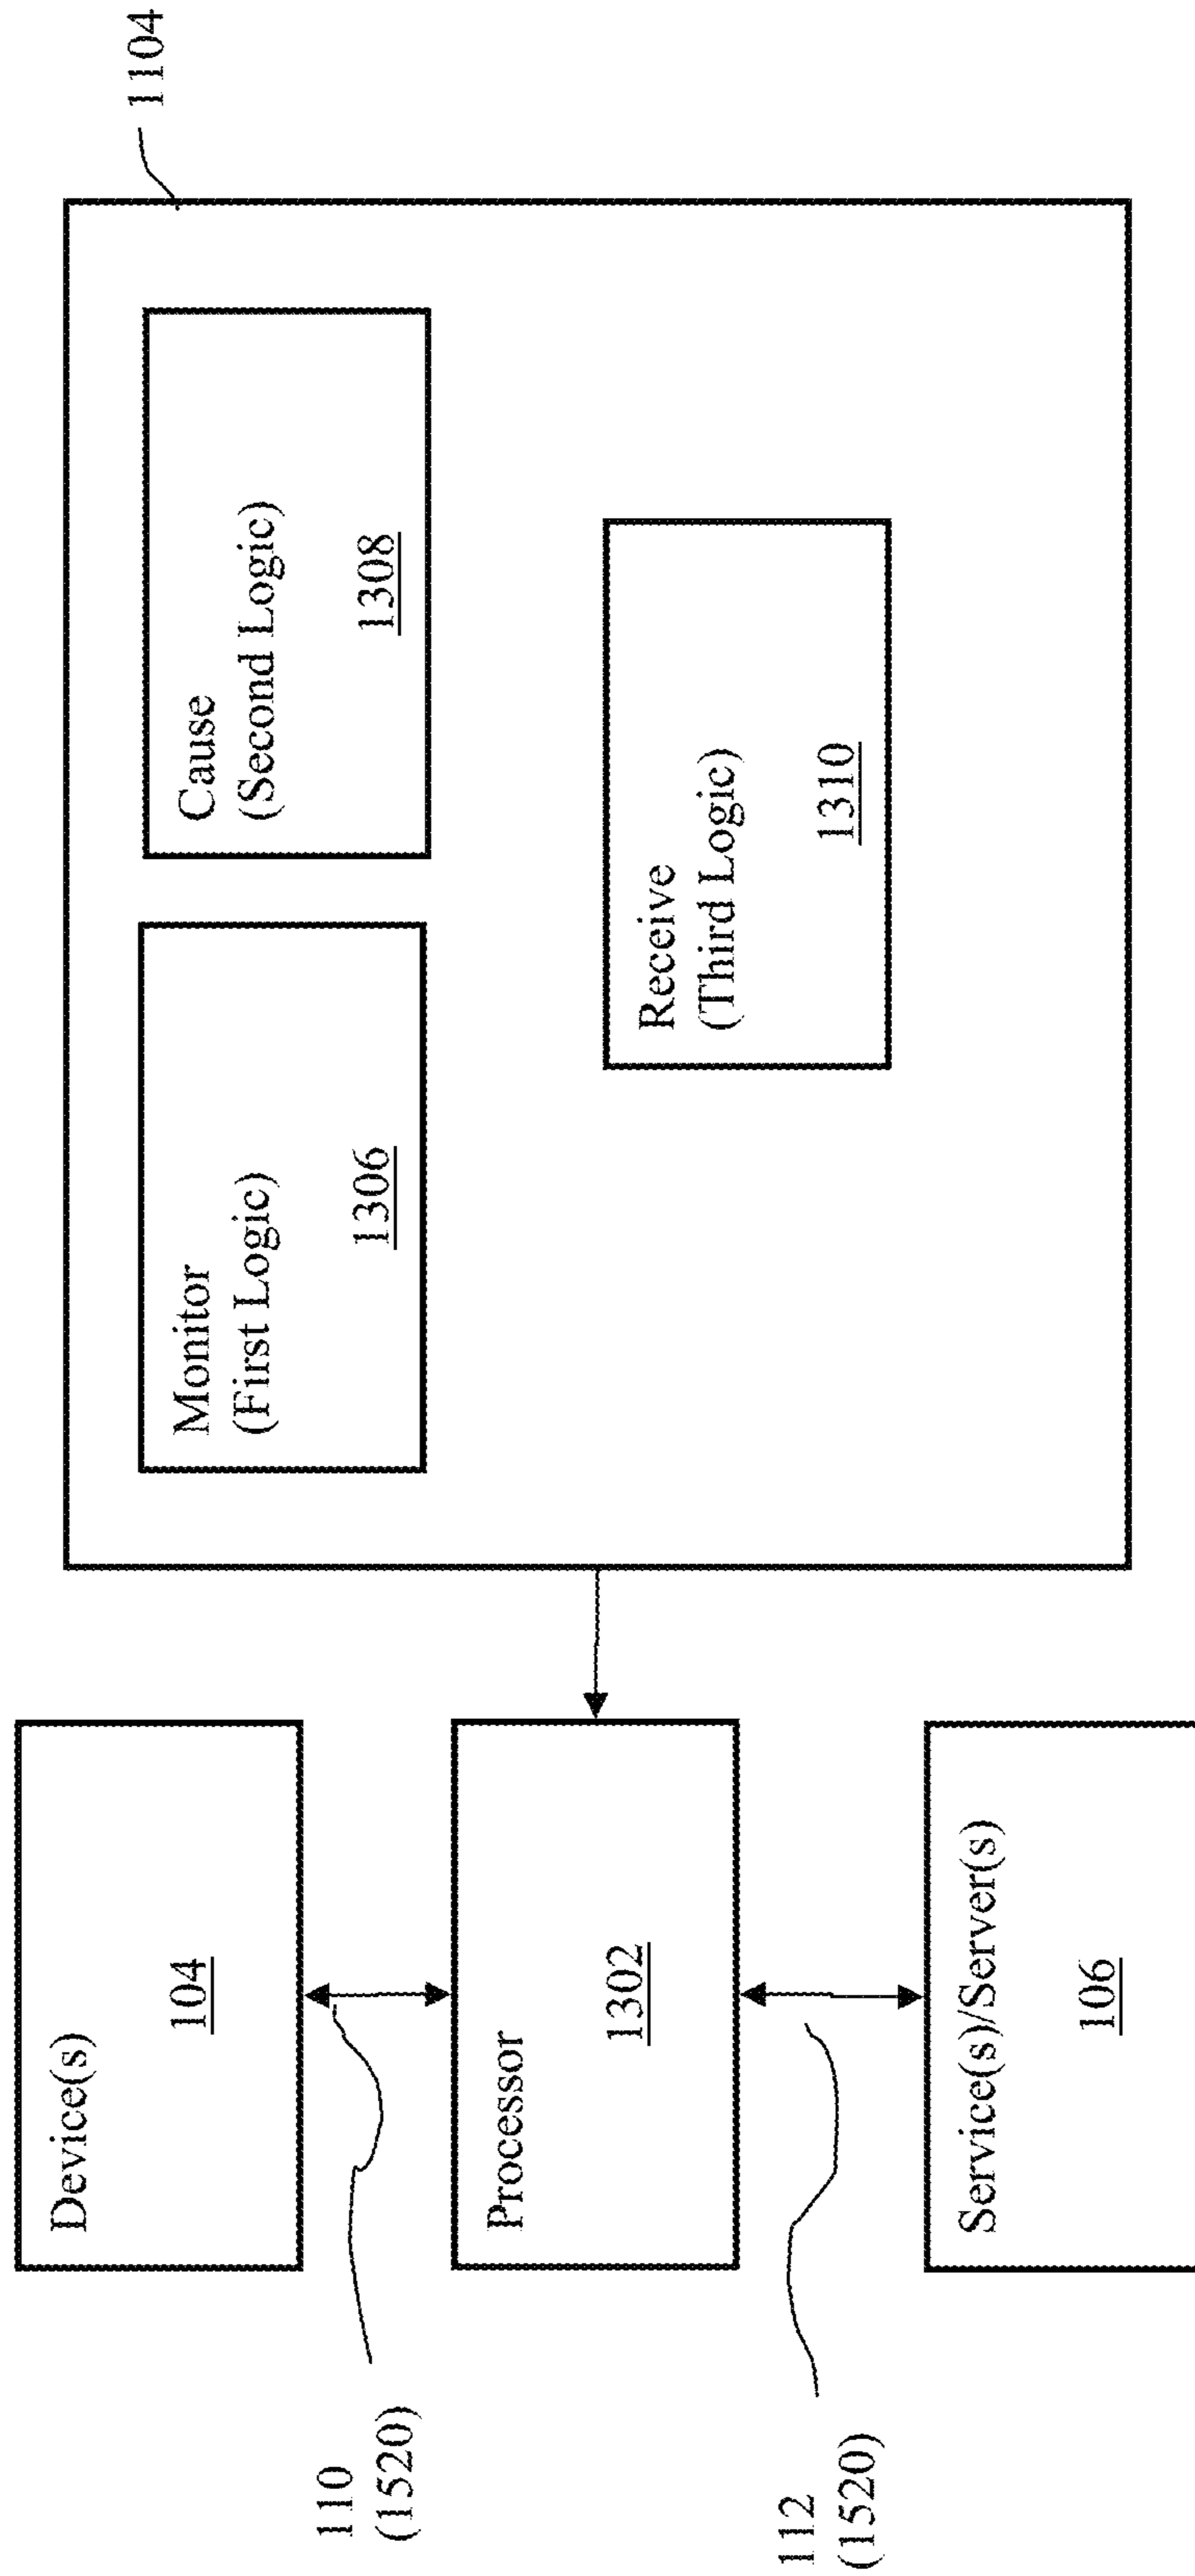 Device(s)
104
110
(1520)
Processor
1302
112
(1520)
Service(s)/Server(s)
106
1104
Monitor
(First Logic)
1306
Cause
(Second Logic)
1308
Receive
(Third Logic)
1310